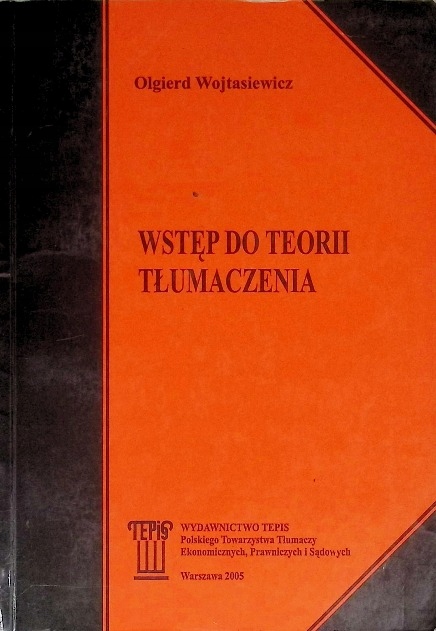 Olgierd Wojtasiewicz
WSTĘP DO TEORII
TŁUMACZENIA
TEPiS
WYDAWNICTWO TEPIS
Polskiego Towarzystwa Tłumaczy
Ekonomicznych, Prawniczych i Sądowych
Warszawa 2005